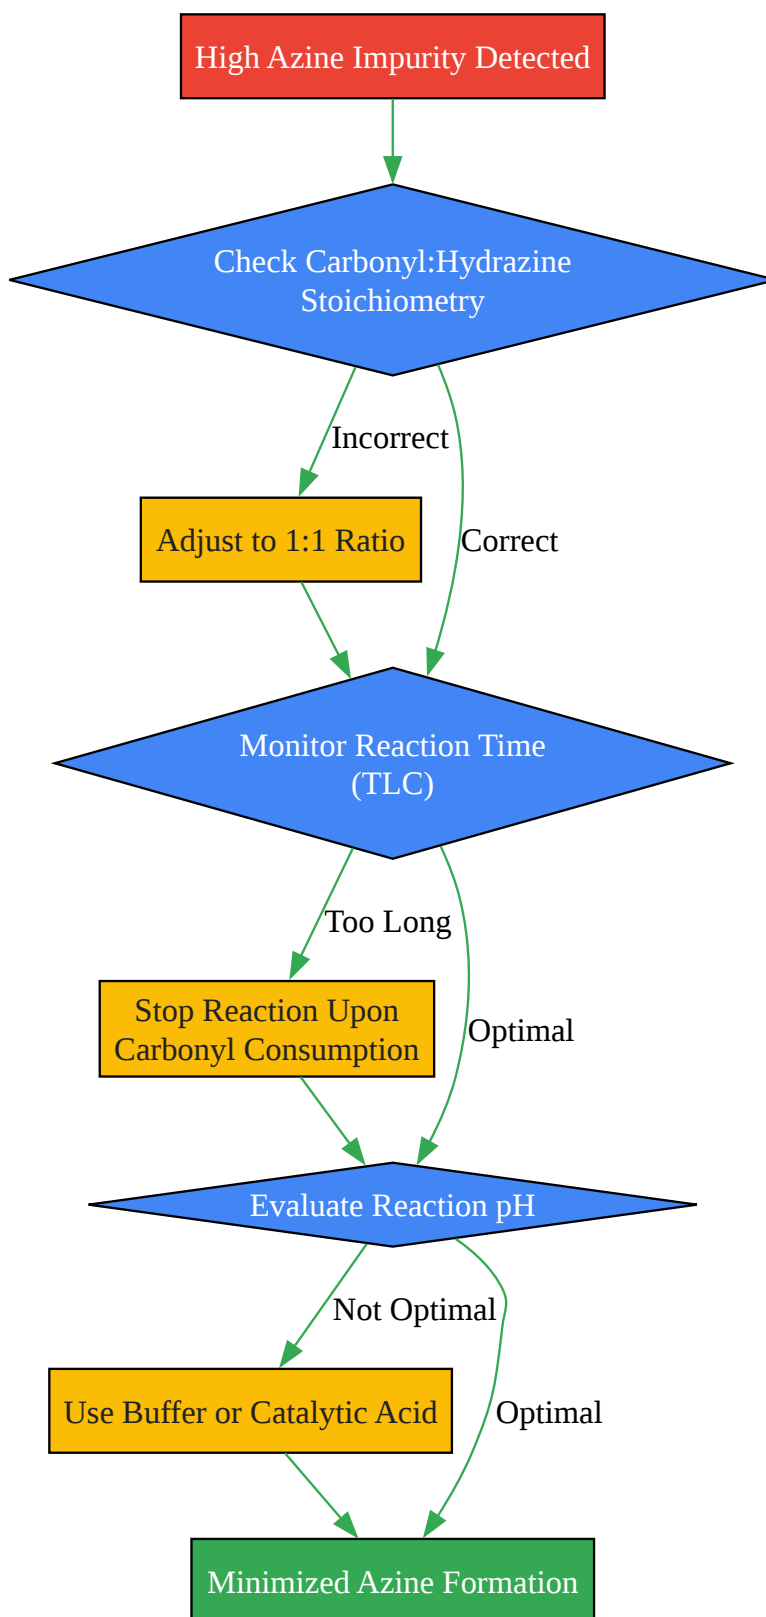 High Azine Impurity Detected
Check Carbonyl:Hydrazine
Stoichiometry
Incorrect
Adjust to 1:1 Ratio
Correct
Monitor Reaction Time
(TLC)
Too Long
Stop Reaction Upon
Carbonyl Consumption
Optimal
Evaluate Reaction pH
Not Optimal
Use Buffer or Catalytic Acid
Optimal
Minimized Azine Formation